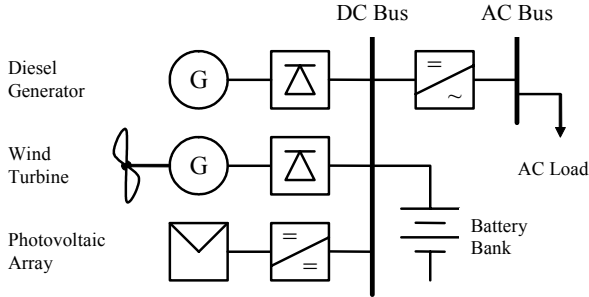 DC Bus
AC Bus
Diesel
Generator
G
=
~
Wind
Turbine
G
AC Load
Photovoltaic
Array
=
=
Battery
Bank